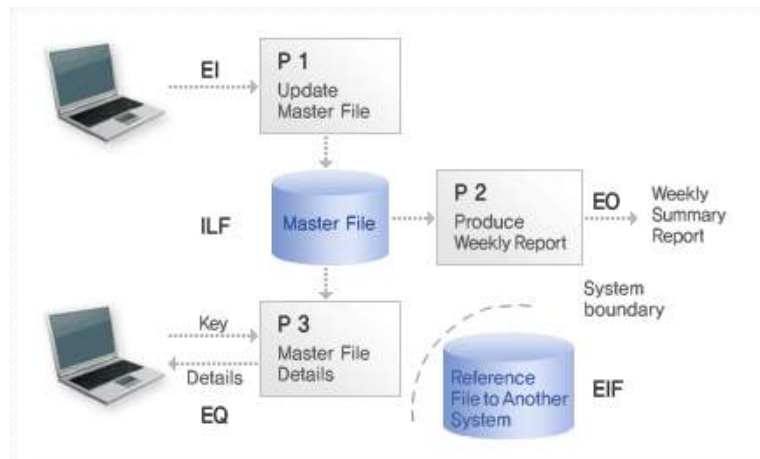 EI
P 1
Update
Master File
ILF
Master File
P 2
Produce
Weekly Report
EO
Weekly
Summary
Report
System
boundary
Key
Details
EQ
P 3
Master File
Details
Reference
File to Another
System
EIF